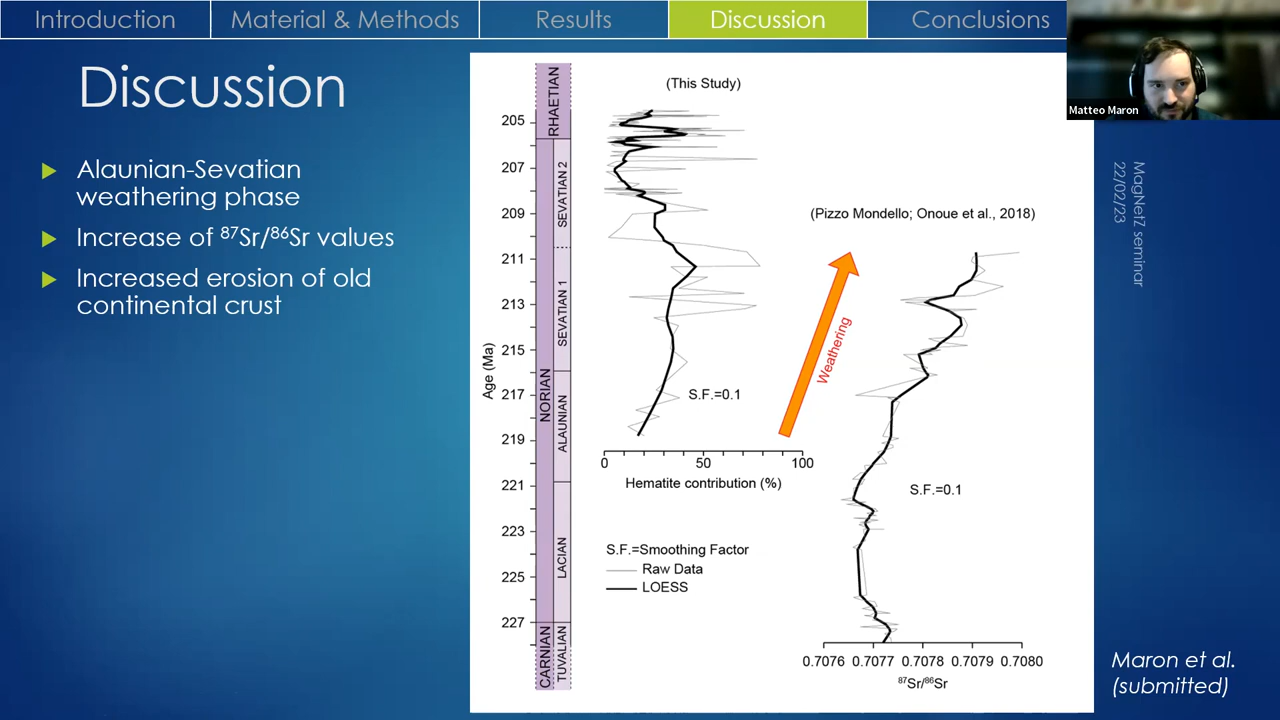 Introduction
Material & Methods
Results
Discussion
Conclusions
Matteo Maron
Discussion
Alaunian-Sevatian
weathering phase
Increase of ⁸⁷Sr/⁸⁶Sr values
Increased erosion of old
continental crust
(This Study)
(Pizzo Mondello; Onoue et al., 2018)
Age (Ma)
205
207
209
211
213
215
217
219
221
223
225
227
RHAETIAN
NORIAN
CARNIAN
SEVATIAN 2
SEVATIAN 1
ALAUNIAN
LACIAN
TUVALIAN
S.F.=0.1
0 50 100
Hematite contribution (%)
Weathering
S.F.=0.1
S.F.=Smoothing Factor
Raw Data
LOESS
0.7076 0.7077 0.7078 0.7079 0.7080
⁸⁷Sr/⁸⁶Sr
MagNetZ seminar
22/02/23
Maron et al.
(submitted)